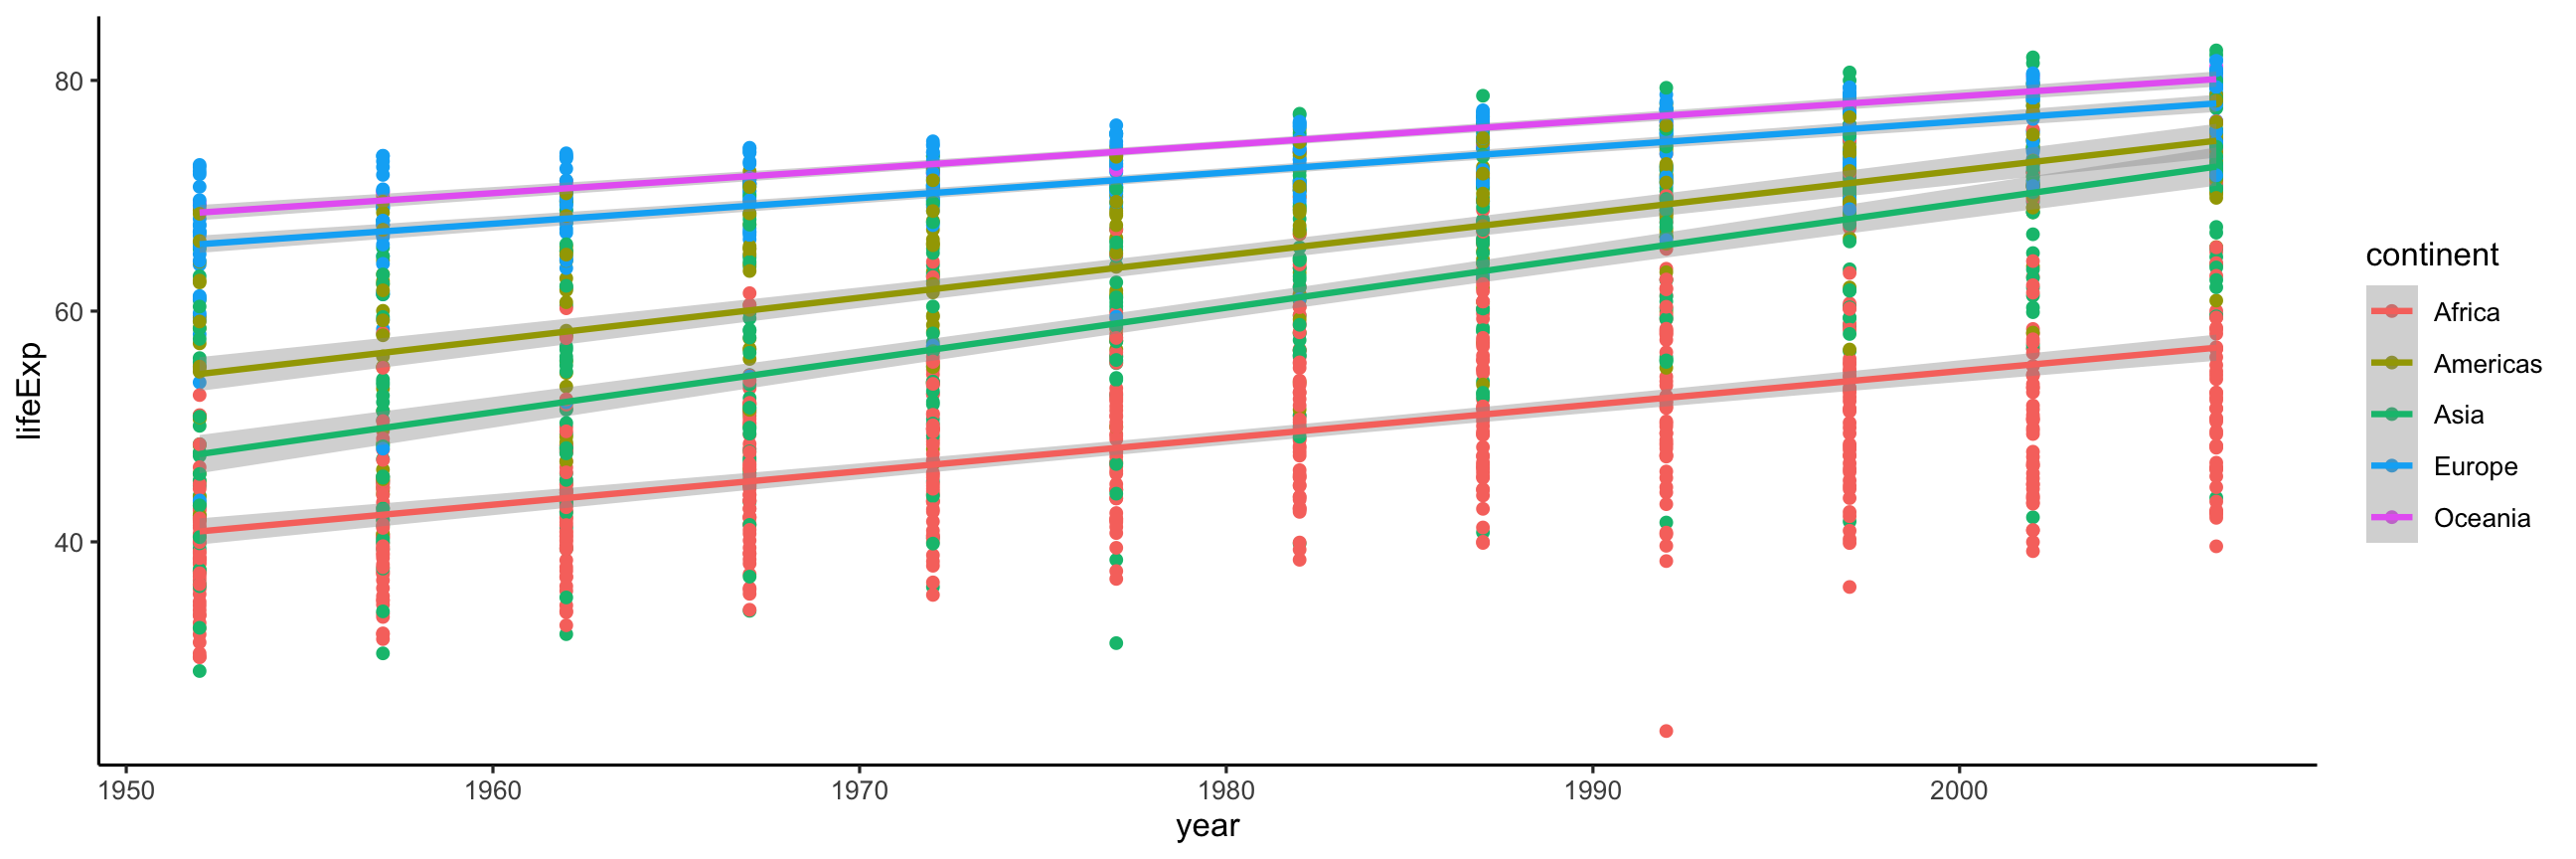 80
60
40
lifeExp
1950 1960 1970 1980 1990 2000
year
continent
Africa
Americas
Asia
Europe
Oceania